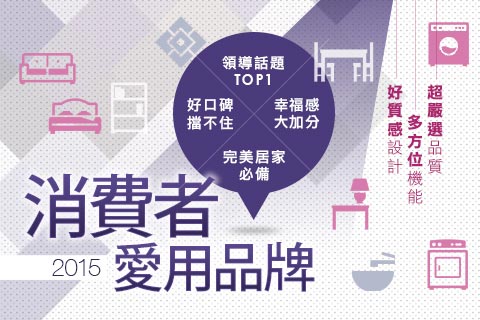 領導話題
TOP1
好口碑
擋不住
幸福感
大加分
完美居家
必備
超嚴選品質
多方位機能
好質感設計
消費者
2015 愛用品牌